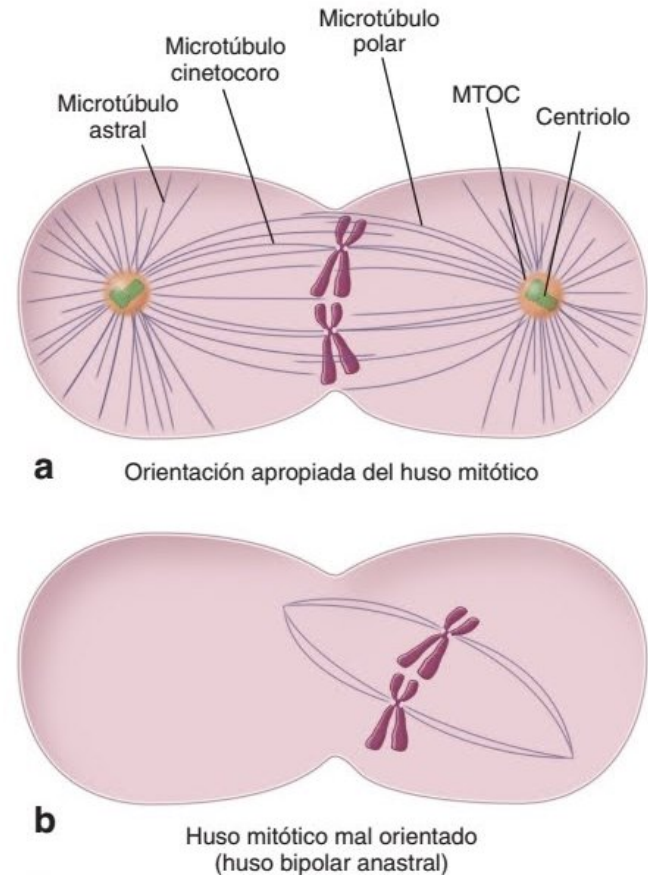 Microtúbulo
polar
Microtúbulo
cinetocoro
Microtúbulo
astral
MTOC
Centriolo
a
Orientación apropiada del huso mitótico
b
Huso mitótico mal orientado
(huso bipolar anastral)